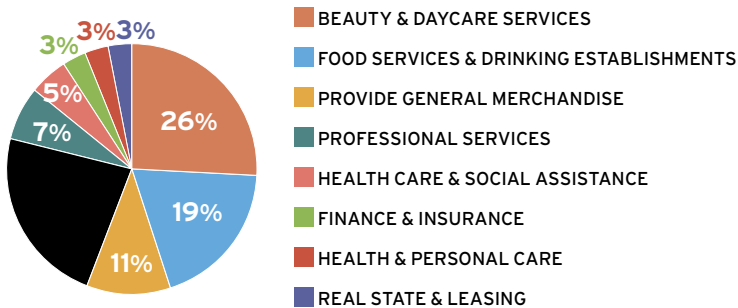 3%
3%
3%
5%
7%
26%
19%
11%
BEAUTY & DAYCARE SERVICES
FOOD SERVICES & DRINKING ESTABLISHMENTS
PROVIDE GENERAL MERCHANDISE
PROFESSIONAL SERVICES
HEALTH CARE & SOCIAL ASSISTANCE
FINANCE & INSURANCE
HEALTH & PERSONAL CARE
REAL STATE & LEASING